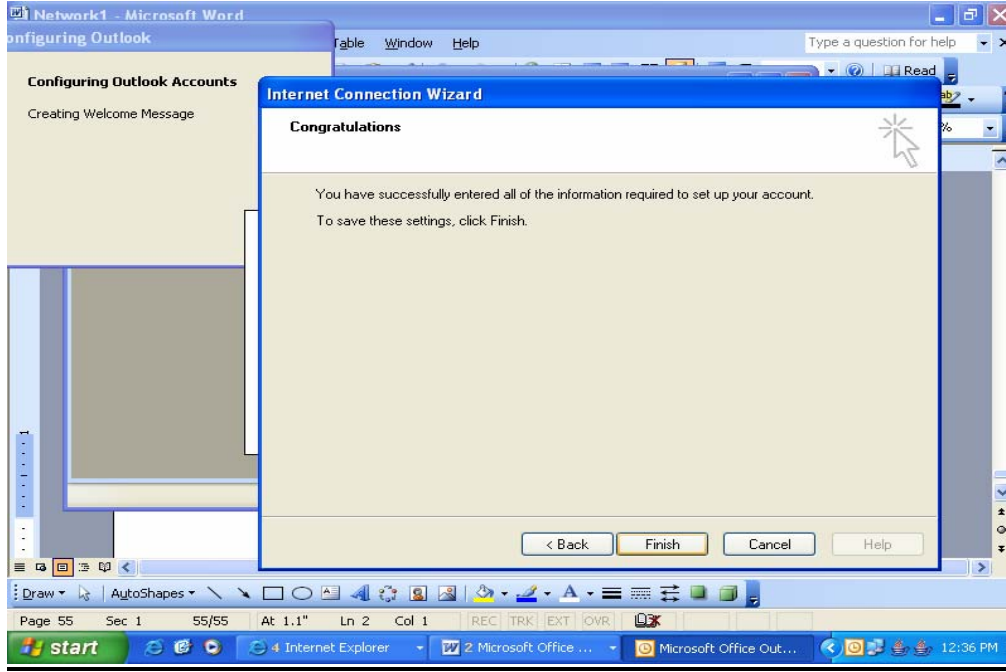 Network1 - Microsoft Word
onfiguring Outlook
Table Window Help
Type a question for help
Configuring Outlook Accounts
Creating Welcome Message
Read
Internet Connection Wizard
Congratulations
%
You have successfully entered all of the information required to set up your account.
To save these settings, click Finish.
1
< Back Finish Cancel Help
Draw AutoShapes
Page 55 Sec 1 55/55 At 1.1" Ln 2 Col 1 REC TRK EXT OVR
start 4 Internet Explorer 2 Microsoft Office ... Microsoft Office Out... 12:36 PM